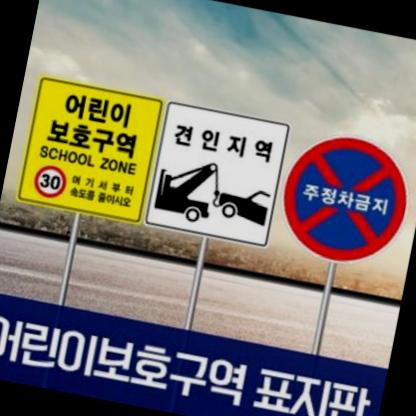 어린이
보호구역
SCHOOL ZONE
30
여기서부터
속도를 줄이시오
견인지역
주정차금지
어린이보호구역 표지판